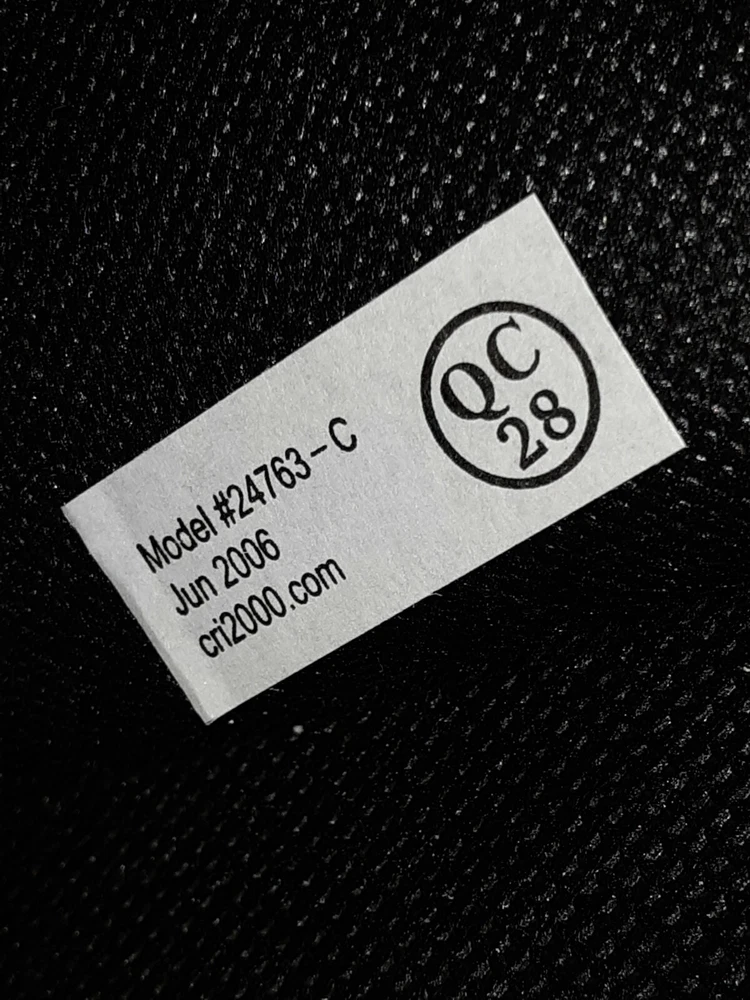 Model #24763 – C
Jun 2006
cri2000.com
QC
28